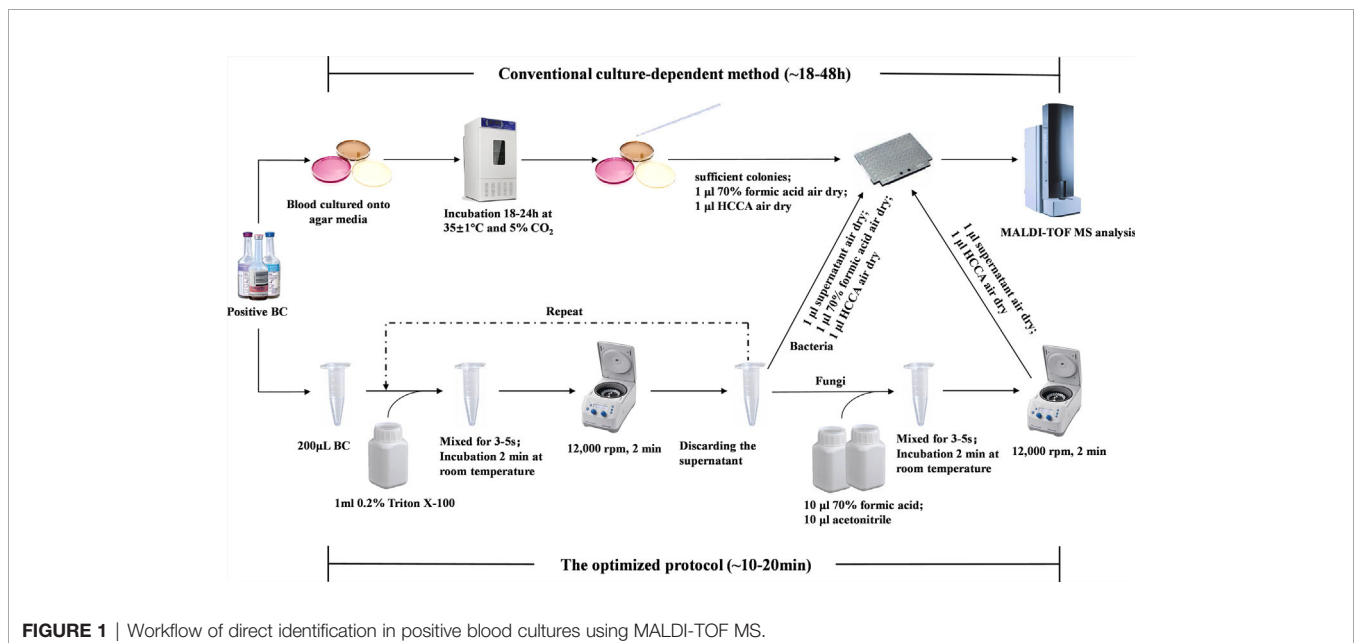 Conventional culture-dependent method (~18-48h)
Blood cultured onto
agar media
Incubation 18-24h at
35±1°C and 5% CO₂
sufficient colonies;
1 μl 70% formic acid air dry;
1 μl HCCA air dry
MALDI-TOF MS analysis
Positive BC
1 μl supernatant air dry;
1 μl 70% formic acid air dry;
1 μl HCCA air dry
1 μl supernatant air dry;
1 μl HCCA air dry
Repeat
Bacteria
Fungi
200μL BC
Mixed for 3-5s;
Incubation 2 min at
room temperature
12,000 rpm, 2 min
Discarding the
supernatant
Mixed for 3-5s;
Incubation 2 min at
room temperature
12,000 rpm, 2 min
1ml 0.2% Triton X-100
10 μl 70% formic acid;
10 μl acetonitrile
The optimized protocol (~10-20min)
FIGURE 1 | Workflow of direct identification in positive blood cultures using MALDI-TOF MS.